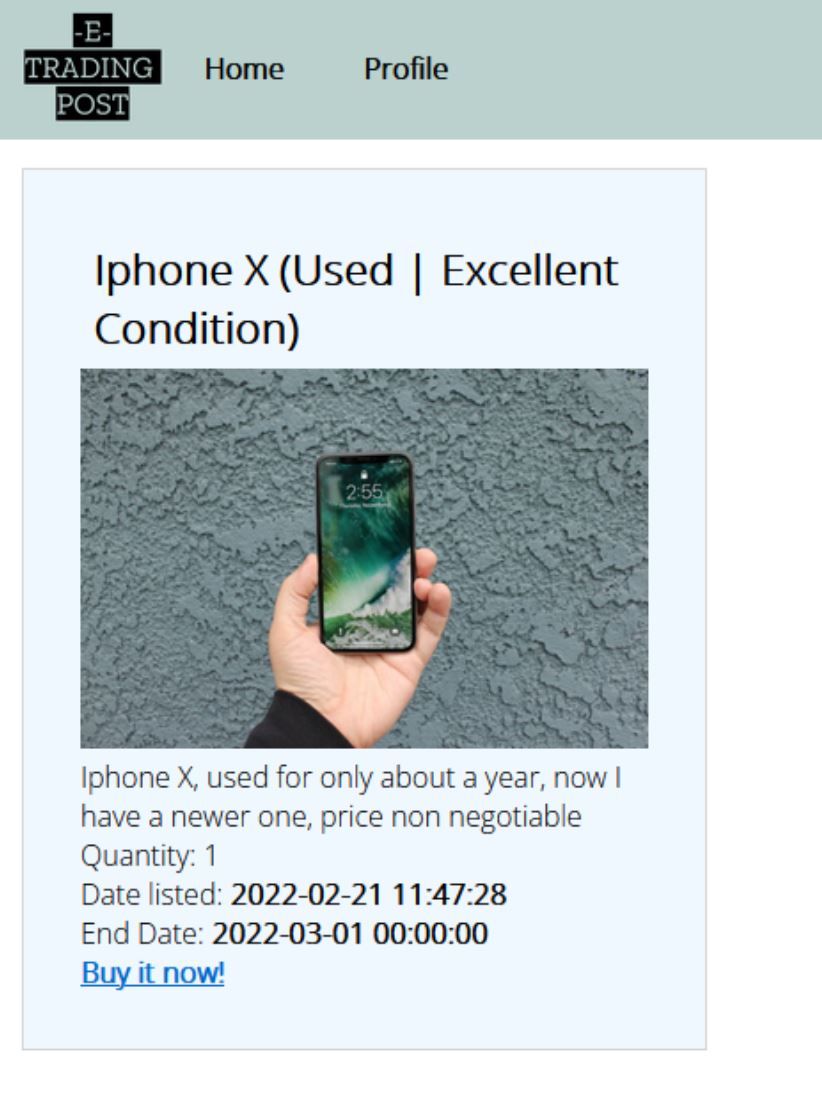 -E-
TRADING
POST
Home
Profile
Iphone X (Used | Excellent
Condition)
2:55
Iphone X, used for only about a year, now I
have a newer one, price non negotiable
Quantity: 1
Date listed: 2022-02-21 11:47:28
End Date: 2022-03-01 00:00:00
Buy it now!